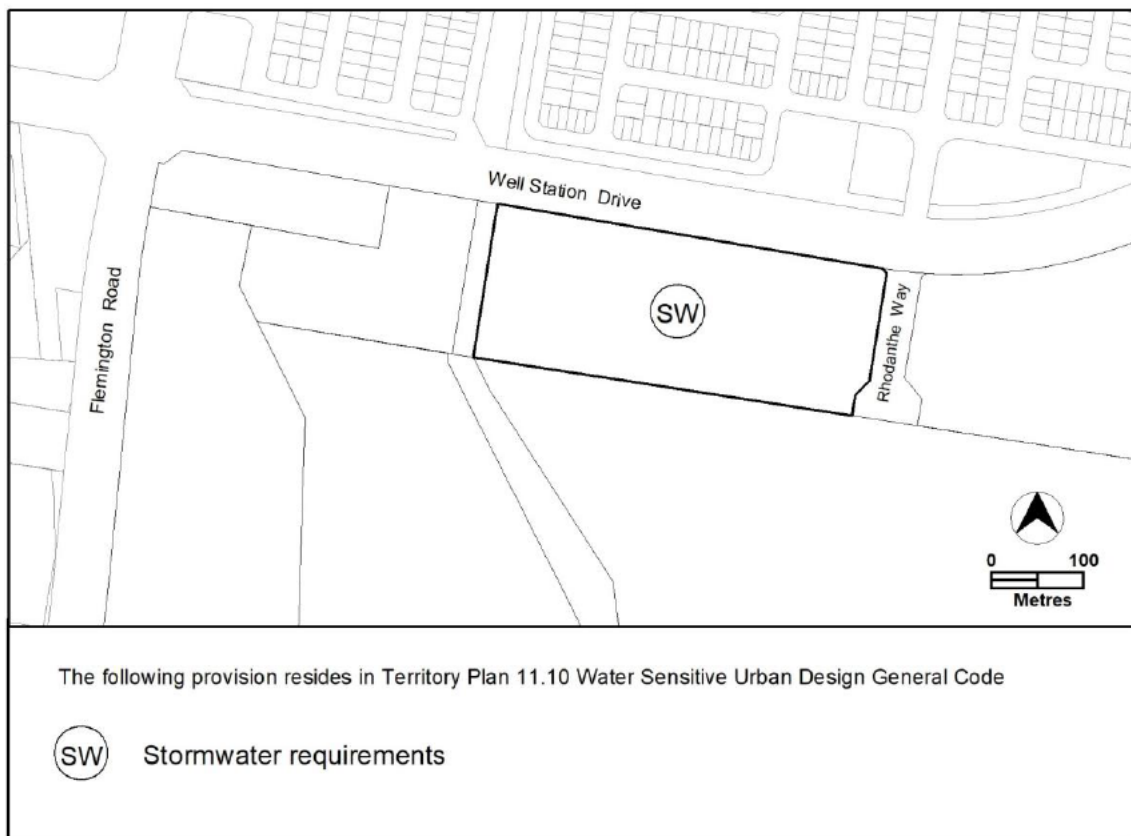 Well Station Drive
SW
Rhodanthe Way
Flemington Road
0 100
Metres
The following provision resides in Territory Plan 11.10 Water Sensitive Urban Design General Code
SW Stormwater requirements